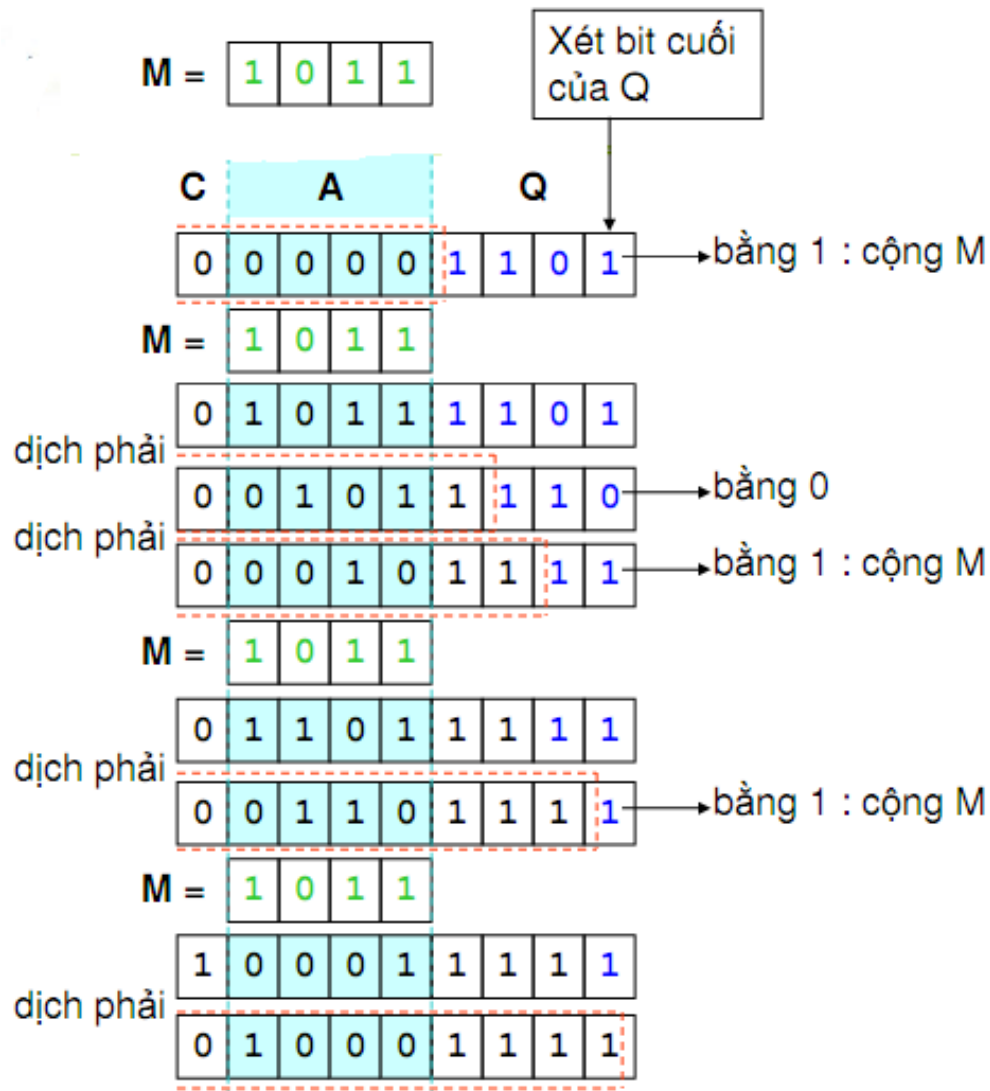 M = 1 0 1 1
Xét bit cuối
của Q
C A Q
0 0 0 0 0 1 1 0 1 bằng 1 : cộng M
M = 1 0 1 1
0 1 0 1 1 1 1 0 1
dịch phải
0 0 1 0 1 1 1 1 0 bằng 0
dịch phải
0 0 0 1 0 1 1 1 1 bằng 1 : cộng M
M = 1 0 1 1
0 1 1 0 1 1 1 1 1
dịch phải
0 0 1 1 0 1 1 1 1 bằng 1 : cộng M
M = 1 0 1 1
1 0 0 0 1 1 1 1 1
dịch phải
0 1 0 0 0 1 1 1 1